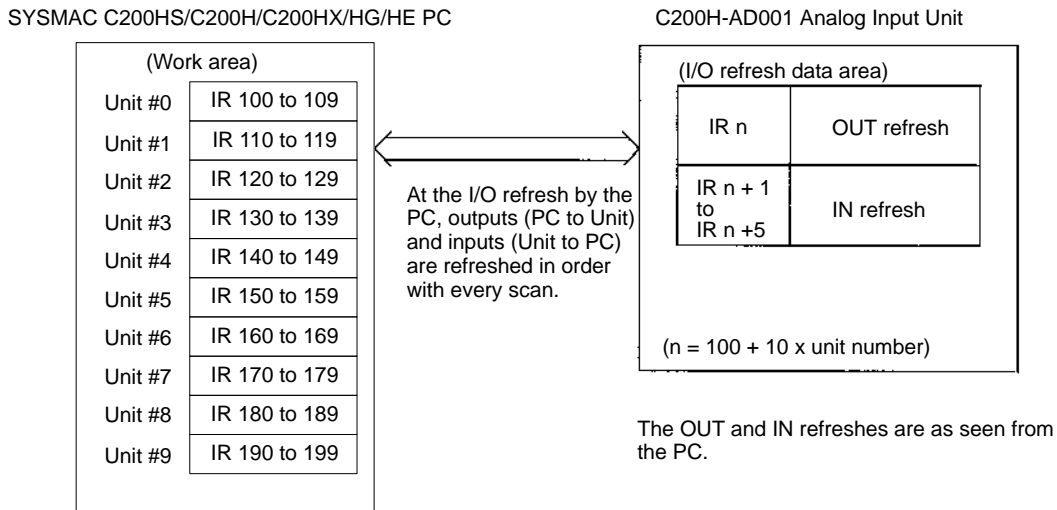 SYSMAC C200HS/C200H/C200HX/HG/HE PC
(Work area)
Unit #0 IR 100 to 109
Unit #1 IR 110 to 119
Unit #2 IR 120 to 129
Unit #3 IR 130 to 139
Unit #4 IR 140 to 149
Unit #5 IR 150 to 159
Unit #6 IR 160 to 169
Unit #7 IR 170 to 179
Unit #8 IR 180 to 189
Unit #9 IR 190 to 199
At the I/O refresh by the
PC, outputs (PC to Unit)
and inputs (Unit to PC)
are refreshed in order
with every scan.
C200H-AD001 Analog Input Unit
(I/O refresh data area)
IR n OUT refresh
IR n + 1
to
IR n +5
IN refresh
(n = 100 + 10 x unit number)
The OUT and IN refreshes are as seen from
the PC.